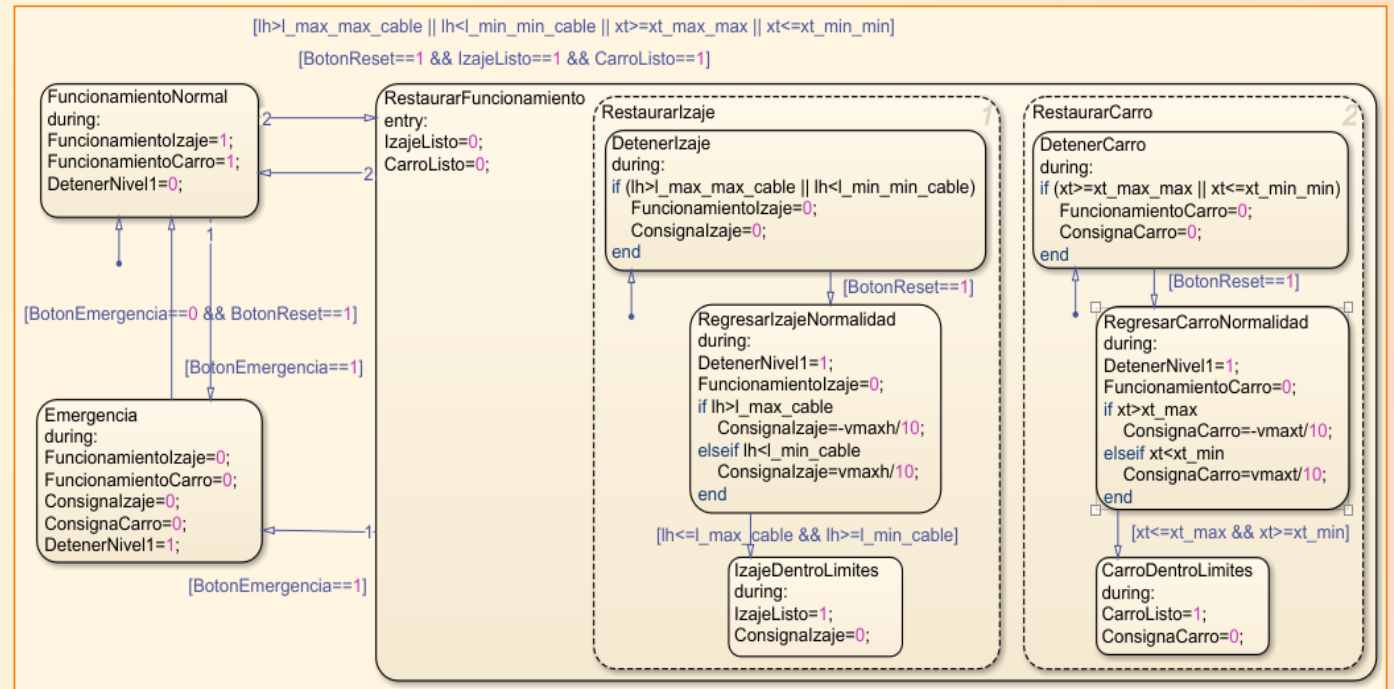 [lh>l_max_max_cable || lh<l_min_min_cable || xt>=xt_max_max || xt<=xt_min_min]
[BotonReset==1 && IzajeListo==1 && CarroListo==1]
FuncionamientoNormal
during:
FuncionamientoIzaje=1;
FuncionamientoCarro=1;
DetenerNivel1=0;
2
2
1
[BotonEmergencia==0 && BotonReset==1]
[BotonEmergencia==1]
Emergencia
during:
FuncionamientoIzaje=0;
FuncionamientoCarro=0;
ConsignaIzaje=0;
ConsignaCarro=0;
DetenerNivel1=1;
1
[BotonEmergencia==1]
RestaurarFuncionamiento
entry:
IzajeListo=0;
CarroListo=0;
RestaurarIzaje
1
DetenerIzaje
during:
if (lh>l_max_max_cable || lh<l_min_min_cable)
FuncionamientoIzaje=0;
ConsignaIzaje=0;
end
[BotonReset==1]
RegresarIzajeNormalidad
during:
DetenerNivel1=1;
FuncionamientoIzaje=0;
if lh>l_max_cable
ConsignaIzaje=-vmaxh/10;
elseif lh<l_min_cable
ConsignaIzaje=vmaxh/10;
end
[lh<=l_max_cable && lh>=l_min_cable]
IzajeDentroLimites
during:
IzajeListo=1;
ConsignaIzaje=0;
RestaurarCarro
2
DetenerCarro
during:
if (xt>=xt_max_max || xt<=xt_min_min)
FuncionamientoCarro=0;
ConsignaCarro=0;
end
[BotonReset==1]
RegresarCarroNormalidad
during:
DetenerNivel1=1;
FuncionamientoCarro=0;
if xt>xt_max
ConsignaCarro=-vmaxt/10;
elseif xt<xt_min
ConsignaCarro=vmaxt/10;
end
[xt<=xt_max && xt>=xt_min]
CarroDentroLimites
during:
CarroListo=1;
ConsignaCarro=0;